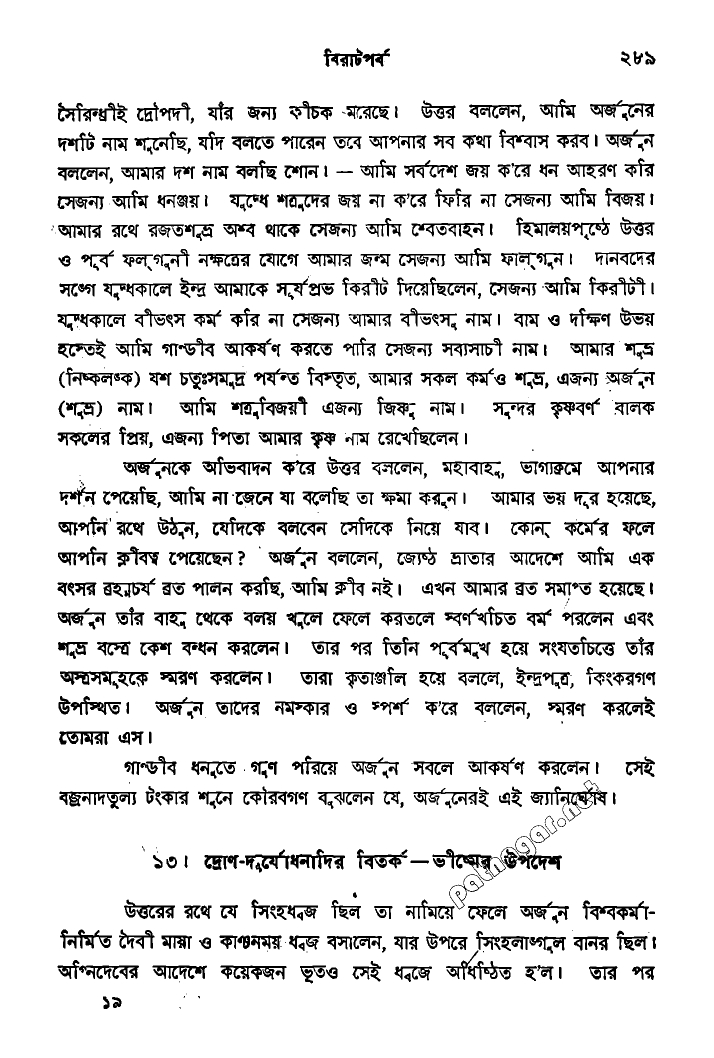 বিরাটপর্ব ২৮৯
সৈরিন্ধ্রীই দ্রৌপদী, যাঁর জন্য কীচক মরেছে। উত্তর বললেন, আমি অর্জুনের
দশটি নাম শুনেছি, যদি বলতে পারেন তবে আপনার সব কথা বিশ্বাস করব। অর্জুন
বললেন, আমার দশ নাম বলছি শোন। — আমি সর্বদেশ জয় ক'রে ধন আহরণ করি
সেজন্য আমি ধনঞ্জয়। যুদ্ধে শত্রুদের জয় না ক'রে ফিরি না সেজন্য আমি বিজয়।
আমার রথে রজতশুভ্র অশ্ব থাকে সেজন্য আমি শ্বেতবাহন। হিমালয়পৃষ্ঠে উত্তর
ও পূর্ব ফল্গুনী নক্ষত্রের যোগে আমার জন্ম সেজন্য আমি ফাল্গুন। দানবদের
সঙ্গে যুদ্ধকালে ইন্দ্র আমাকে সূর্যপ্রভ কিরীট দিয়েছিলেন, সেজন্য আমি কিরীটী।
যুদ্ধকালে বীভৎস কর্ম করি না সেজন্য আমার বীভৎসু নাম। বাম ও দক্ষিণ উভয়
হস্তেই আমি গাণ্ডীব আকর্ষণ করতে পারি সেজন্য সব্যসাচী নাম। আমার শুভ্র
(নিষ্কলঙ্ক) যশ চতুঃসমুদ্র পর্যন্ত বিস্তৃত, আমার সকল কর্মও শুভ্র, এজন্য অর্জুন
(শুভ্র) নাম। আমি শত্রুবিজয়ী এজন্য জিষ্ণু নাম। সুন্দর কৃষ্ণবর্ণ বালক
সকলের প্রিয়, এজন্য পিতা আমার কৃষ্ণ নাম রেখেছিলেন।
অর্জুনকে অভিবাদন ক'রে উত্তর বললেন, মহাবাহু, ভাগ্যক্রমে আপনার
দর্শন পেয়েছি, আমি না জেনে যা বলেছি তা ক্ষমা করুন। আমার ভয় দূর হয়েছে,
আপনি রথে উঠুন, যেদিকে বলবেন সেদিকে নিয়ে যাব। কোন্ কর্মের ফলে
আপনি ক্লীবত্ব পেয়েছেন? অর্জুন বললেন, জ্যেষ্ঠ ভ্রাতার আদেশে আমি এক
বৎসর ব্রহ্মচর্য ব্রত পালন করছি, আমি ক্লীব নই। এখন আমার ব্রত সমাপ্ত হয়েছে।
অর্জুন তাঁর বাহু থেকে বলয় খুলে ফেলে করতলে স্বর্ণখচিত বর্ম পরলেন এবং
শুভ্র বস্ত্রে কেশ বন্ধন করলেন। তার পর তিনি পূর্বমুখ হয়ে সংযতচিত্তে তাঁর
অস্ত্রসমূহকে স্মরণ করলেন। তারা কৃতাঞ্জলি হয়ে বললে, ইন্দ্রপুত্র, কিংকরগণ
উপস্থিত। অর্জুন তাদের নমস্কার ও স্পর্শ ক'রে বললেন, স্মরণ করলেই
তোমরা এস।
গাণ্ডীব ধনুতে গুণ পরিয়ে অর্জুন সবলে আকর্ষণ করলেন। সেই
বজ্রনাদতুল্য টংকার শুনে কৌরবগণ বুঝলেন যে, অর্জুনেরই এই জ্যানির্ঘোষ।
১৩। দ্রোণ-দুর্যোধনাদির বিতর্ক — ভীষ্মের উপদেশ
উত্তরের রথে যে সিংহধ্বজ ছিল তা নামিয়ে ফেলে অর্জুন বিশ্বকর্মা-
নির্মিত দৈবী মায়া ও কাঞ্চনময় ধ্বজ বসালেন, যার উপরে সিংহলাঙ্গুল বানর ছিল।
অগ্নিদেবের আদেশে কয়েকজন ভূতও সেই ধ্বজে অধিষ্ঠিত হ'ল। তার পর
১৯
pathagar.net